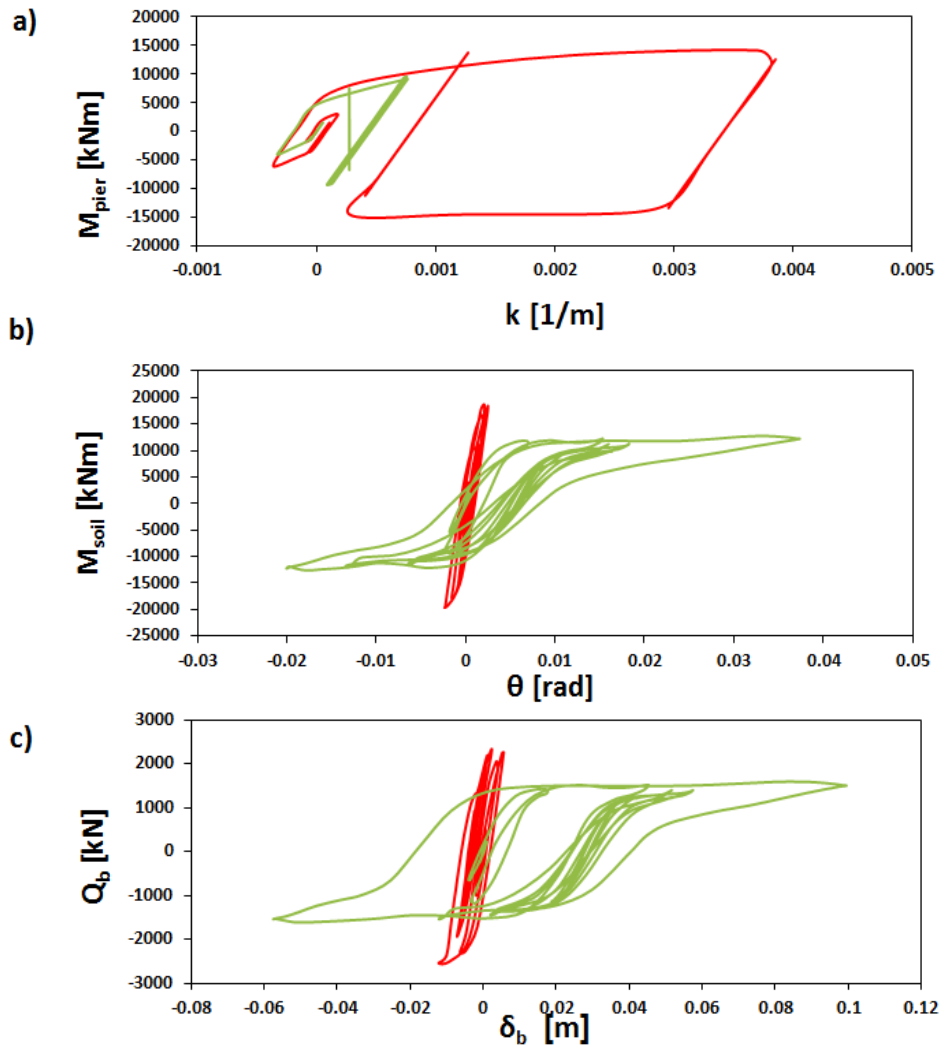 a)
M_pier [kNm]
20000
15000
10000
5000
0
-5000
-10000
-15000
-20000
-0.001 0 0.001 0.002 0.003 0.004 0.005
k [1/m]
b)
M_soil [kNm]
25000
20000
15000
10000
5000
0
-5000
-10000
-15000
-20000
-25000
-0.03 -0.02 -0.01 0 0.01 0.02 0.03 0.04 0.05
θ [rad]
c)
Q_b [kN]
3000
2000
1000
0
-1000
-2000
-3000
-0.08 -0.06 -0.04 -0.02 0 0.02 0.04 0.06 0.08 0.1 0.12
δ_b [m]